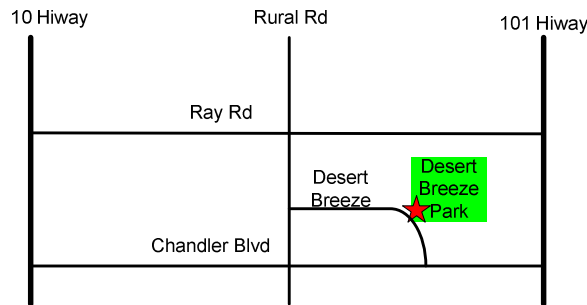 10 Hiway
Rural Rd
101 Hiway
Ray Rd
Desert
Breeze
Desert
Breeze
Park
Chandler Blvd